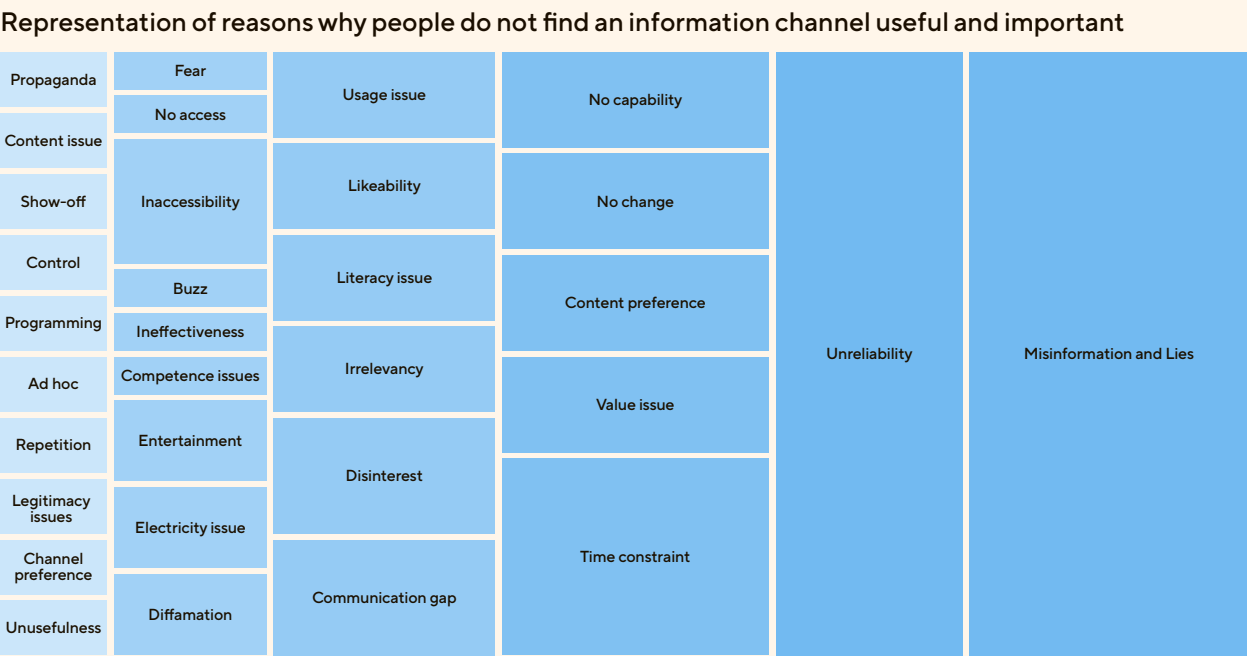 Representation of reasons why people do not find an information channel useful and important
Propaganda
Content issue
Show-off
Control
Programming
Ad hoc
Repetition
Legitimacy
issues
Channel
preference
Unusefulness
Fear
No access
Inaccessibility
Buzz
Ineffectiveness
Competence issues
Entertainment
Electricity issue
Diffamation
Usage issue
Likeability
Literacy issue
Irrelevancy
Disinterest
Communication gap
No capability
No change
Content preference
Value issue
Time constraint
Unreliability
Misinformation and Lies